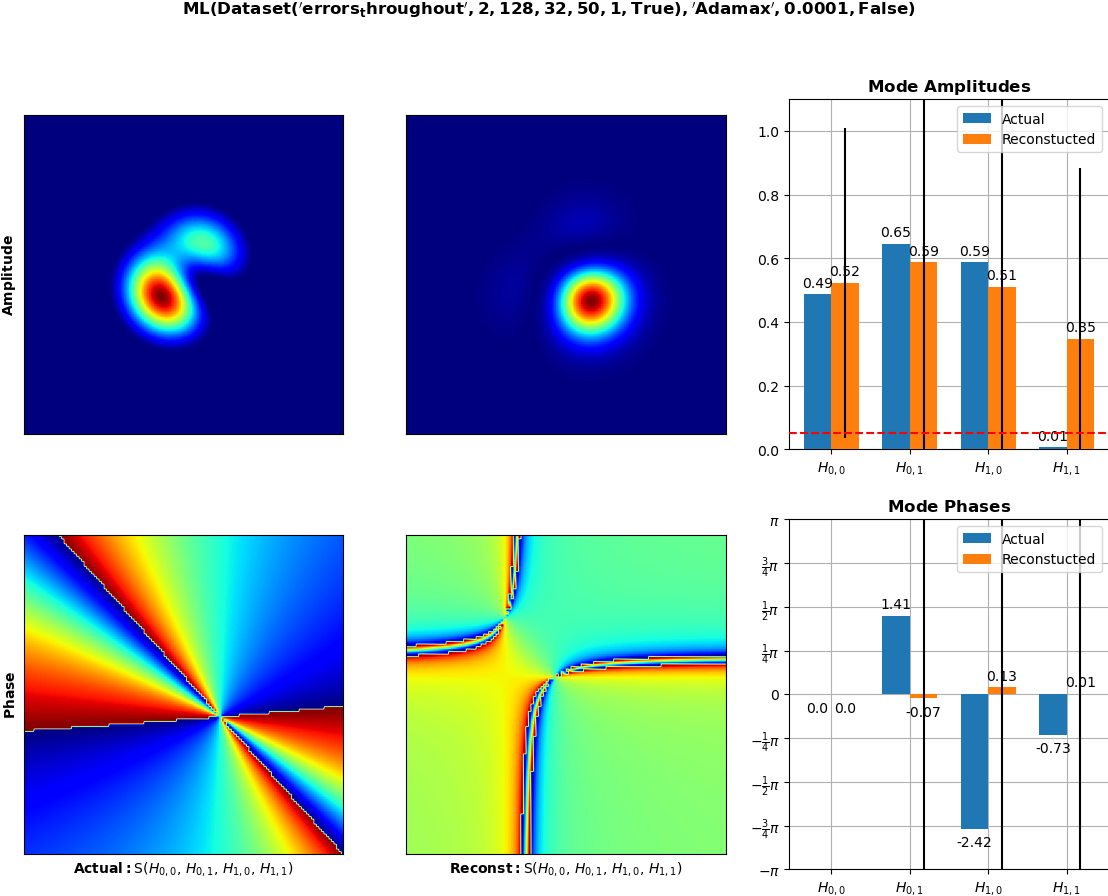 ML(Dataset('errors_throughout', 2, 128, 32, 50, 1, True), 'Adamax', 0.0001, False)
Amplitude
Mode Amplitudes
Actual
Reconstucted
1.0
0.8
0.6
0.4
0.2
0.0
0.49
0.52
0.65
0.59
0.59
0.51
0.01
0.35
H0,0
H0,1
H1,0
H1,1
Phase
Actual: S(H0,0, H0,1, H1,0, H1,1)
Reconst: S(H0,0, H0,1, H1,0, H1,1)
Mode Phases
Actual
Reconstucted
π
3/4π
1/2π
1/4π
0
−1/4π
−1/2π
−3/4π
−π
0.0
0.0
1.41
-0.07
-2.42
0.13
-0.73
0.01
H0,0
H0,1
H1,0
H1,1